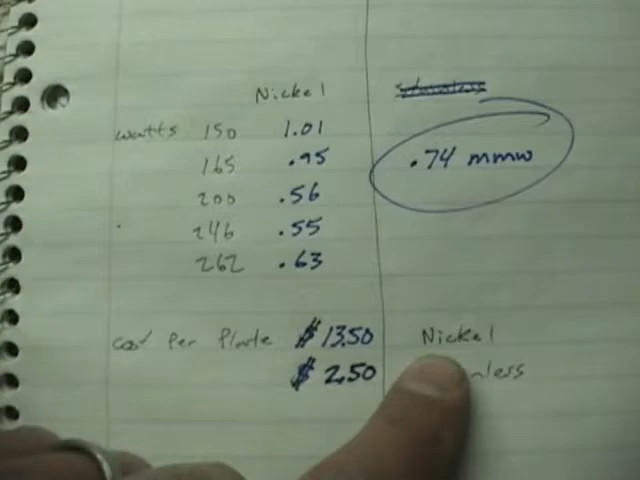 Nickel
watts 150 1.01
165 .95
200 .56
246 .55
262 .63
.74 mmw
Cost Per Plate $13.50 Nickel
$2.50 nless